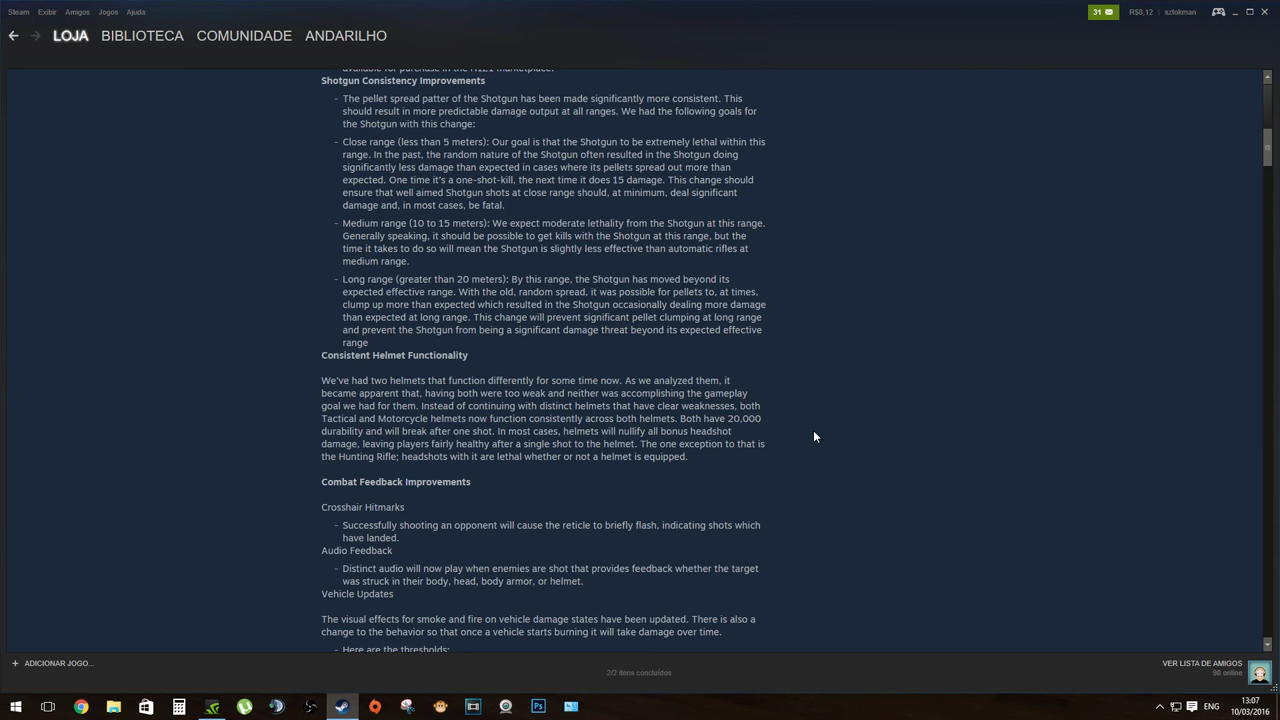 Steam Exibir Amigos Jogos Ajuda
31 R$8,12 sztokman
LOJA BIBLIOTECA COMUNIDADE ANDARILHO
available for purchase in the H1Z1 marketplace.
Shotgun Consistency Improvements
- The pellet spread patter of the Shotgun has been made significantly more consistent. This
should result in more predictable damage output at all ranges. We had the following goals for
the Shotgun with this change:
- Close range (less than 5 meters): Our goal is that the Shotgun to be extremely lethal within this
range. In the past, the random nature of the Shotgun often resulted in the Shotgun doing
significantly less damage than expected in cases where its pellets spread out more than
expected. One time it's a one-shot-kill, the next time it does 15 damage. This change should
ensure that well aimed Shotgun shots at close range should, at minimum, deal significant
damage and, in most cases, be fatal.
- Medium range (10 to 15 meters): We expect moderate lethality from the Shotgun at this range.
Generally speaking, it should be possible to get kills with the Shotgun at this range, but the
time it takes to do so will mean the Shotgun is slightly less effective than automatic rifles at
medium range.
- Long range (greater than 20 meters): By this range, the Shotgun has moved beyond its
expected effective range. With the old, random spread, it was possible for pellets to, at times,
clump up more than expected which resulted in the Shotgun occasionally dealing more damage
than expected at long range. This change will prevent significant pellet clumping at long range
and prevent the Shotgun from being a significant damage threat beyond its expected effective
range
Consistent Helmet Functionality
We've had two helmets that function differently for some time now. As we analyzed them, it
became apparent that, having both were too weak and neither was accomplishing the gameplay
goal we had for them. Instead of continuing with distinct helmets that have clear weaknesses, both
Tactical and Motorcycle helmets now function consistently across both helmets. Both have 20,000
durability and will break after one shot. In most cases, helmets will nullify all bonus headshot
damage, leaving players fairly healthy after a single shot to the helmet. The one exception to that is
the Hunting Rifle; headshots with it are lethal whether or not a helmet is equipped.
Combat Feedback Improvements
Crosshair Hitmarks
- Successfully shooting an opponent will cause the reticle to briefly flash, indicating shots which
have landed.
Audio Feedback
- Distinct audio will now play when enemies are shot that provides feedback whether the target
was struck in their body, head, body armor, or helmet.
Vehicle Updates
The visual effects for smoke and fire on vehicle damage states have been updated. There is also a
change to the behavior so that once a vehicle starts burning it will take damage over time.
- Here are the thresholds:
+ ADICIONAR JOGO...
2/2 itens concluídos
VER LISTA DE AMIGOS
90 online
ENG
13:07
10/03/2016